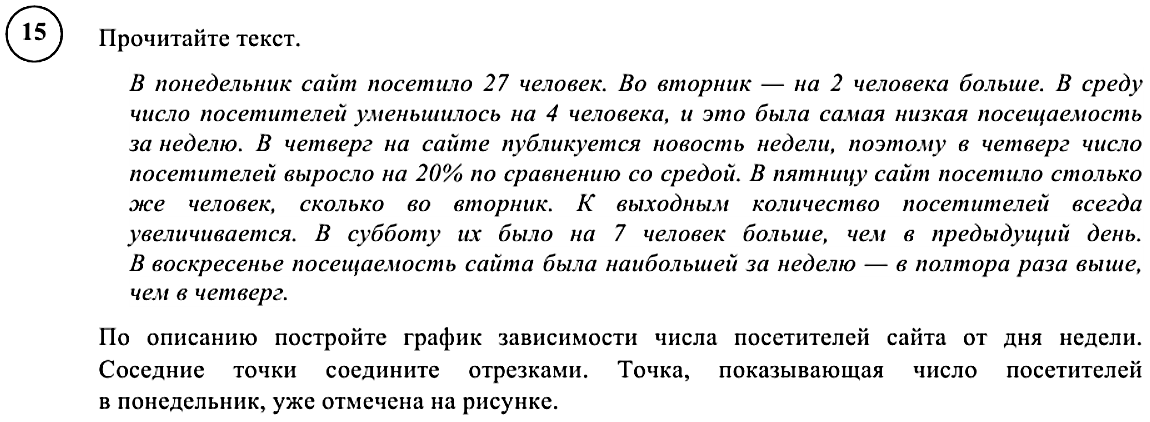 15
Прочитайте текст.
В понедельник сайт посетило 27 человек. Во вторник — на 2 человека больше. В среду
число посетителей уменьшилось на 4 человека, и это была самая низкая посещаемость
за неделю. В четверг на сайте публикуется новость недели, поэтому в четверг число
посетителей выросло на 20% по сравнению со средой. В пятницу сайт посетило столько
же человек, сколько во вторник. К выходным количество посетителей всегда
увеличивается. В субботу их было на 7 человек больше, чем в предыдущий день.
В воскресенье посещаемость сайта была наибольшей за неделю — в полтора раза выше,
чем в четверг.
По описанию постройте график зависимости числа посетителей сайта от дня недели.
Соседние точки соедините отрезками. Точка, показывающая число посетителей
в понедельник, уже отмечена на рисунке.